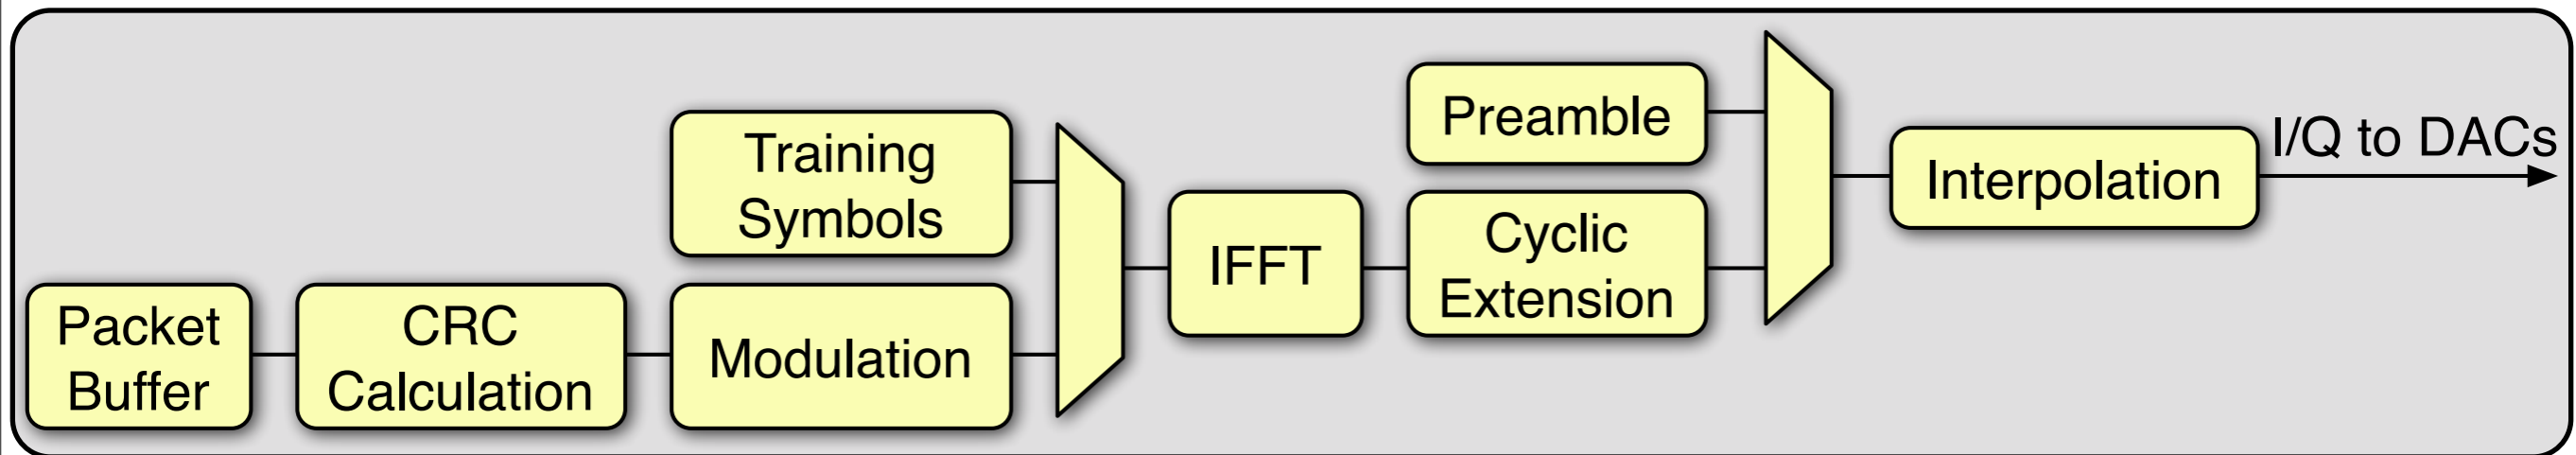 Packet
Buffer
CRC
Calculation
Training
Symbols
Modulation
IFFT
Preamble
Cyclic
Extension
Interpolation
I/Q to DACs